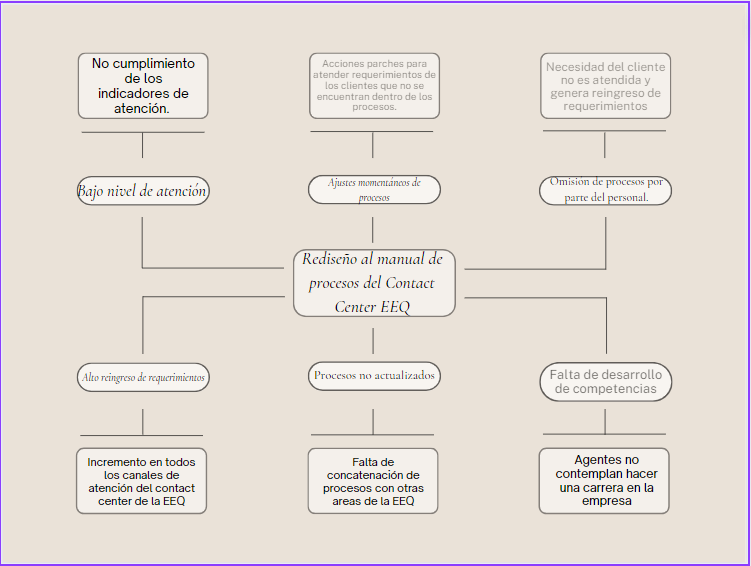 No cumplimiento
de los
indicadores de
atención.
Acciones parches para
atender requerimientos de
los clientes que no se
encuentran dentro de los
procesos.
Necesidad del cliente
no es atendida y
genera reingreso de
requerimientos
Bajo nivel de atención
Ajustes momentáneos de
procesos
Omisión de procesos por
parte del personal.
Rediseño al manual de
procesos del Contact
Center EEQ
Alto reingreso de requerimientos
Procesos no actualizados
Falta de desarrollo
de competencias
Incremento en todos
los canales de
atención del contact
center de la EEQ
Falta de
concatenación de
procesos con otras
areas de la EEQ
Agentes no
contemplan hacer
una carrera en la
empresa